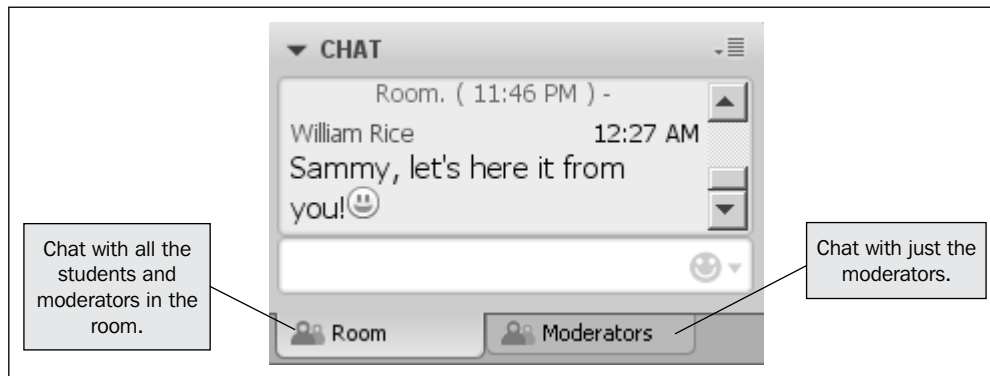 CHAT
Room. ( 11:46 PM ) -
William Rice 12:27 AM
Sammy, let's here it from
you!
Chat with all the
students and
moderators in the
room.
Chat with just the
moderators.
Room
Moderators